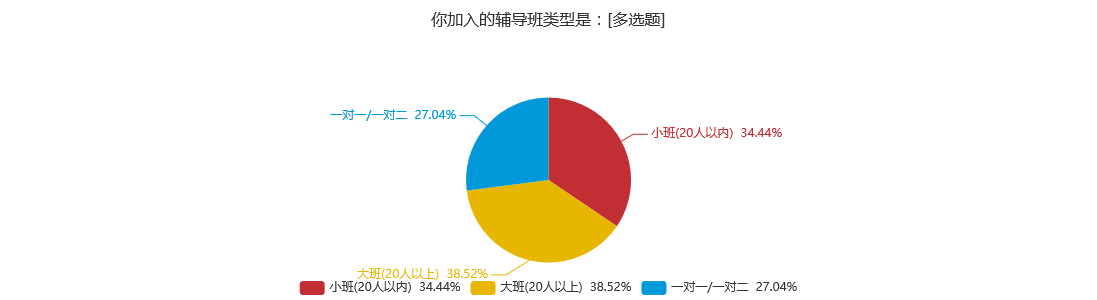 你加入的辅导班类型是：[多选题]
一对一/一对二 27.04%
小班(20人以内) 34.44%
大班(20人以上) 38.52%
小班(20人以内) 34.44% 大班(20人以上) 38.52% 一对一/一对二 27.04%